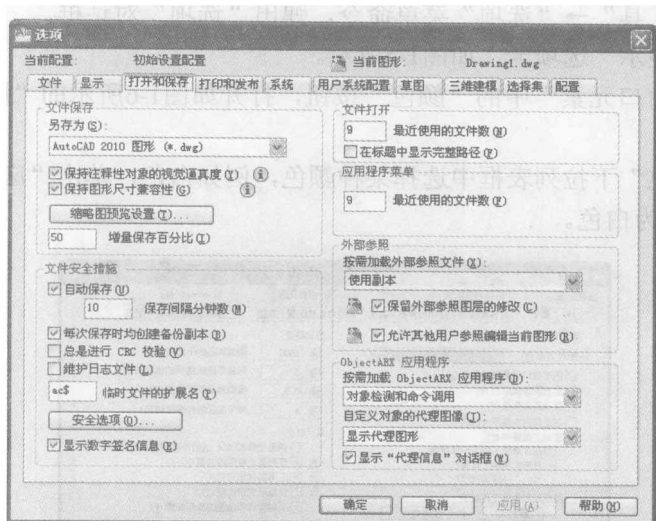 选项
当前配置: 初始设置配置 当前图形: Drawing1.dwg
文件 显示 打开和保存 打印和发布 系统 用户系统配置 草图 三维建模 选择集 配置
文件保存
另存为(S):
AutoCAD 2010 图形 (*.dwg)
保持注释性对象的视觉逼真度(Y)
保持图形尺寸兼容性(G)
缩略图预览设置(T)...
50 增量保存百分比(I)
文件安全措施
自动保存(U)
10 保存间隔分钟数(M)
每次保存时均创建备份副本(B)
总是进行 CRC 校验(V)
维护日志文件(L)
ac$ 临时文件的扩展名(P)
安全选项(O)...
显示数字签名信息(E)
文件打开
9 最近使用的文件数(N)
在标题中显示完整路径(F)
应用程序菜单
9 最近使用的文件数(F)
外部参照
按需加载外部参照文件(X):
使用副本
保留外部参照图层的修改(C)
允许其他用户参照编辑当前图形(R)
ObjectARX 应用程序
按需加载 ObjectARX 应用程序(D):
对象检测和命令调用
自定义对象的代理图像(J):
显示代理图形
显示“代理信息”对话框(W)
确定 取消 应用(A) 帮助(H)